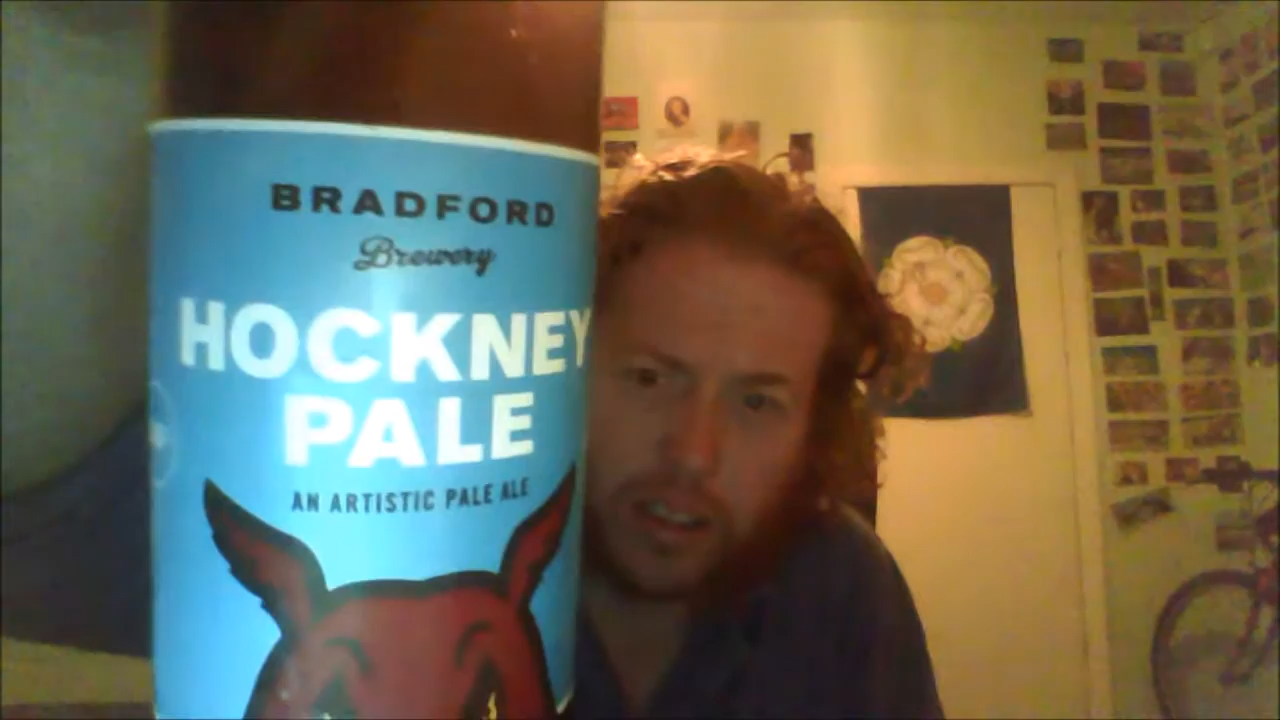 BRADFORD
Brewery
HOCKNEY
PALE
AN ARTISTIC PALE ALE